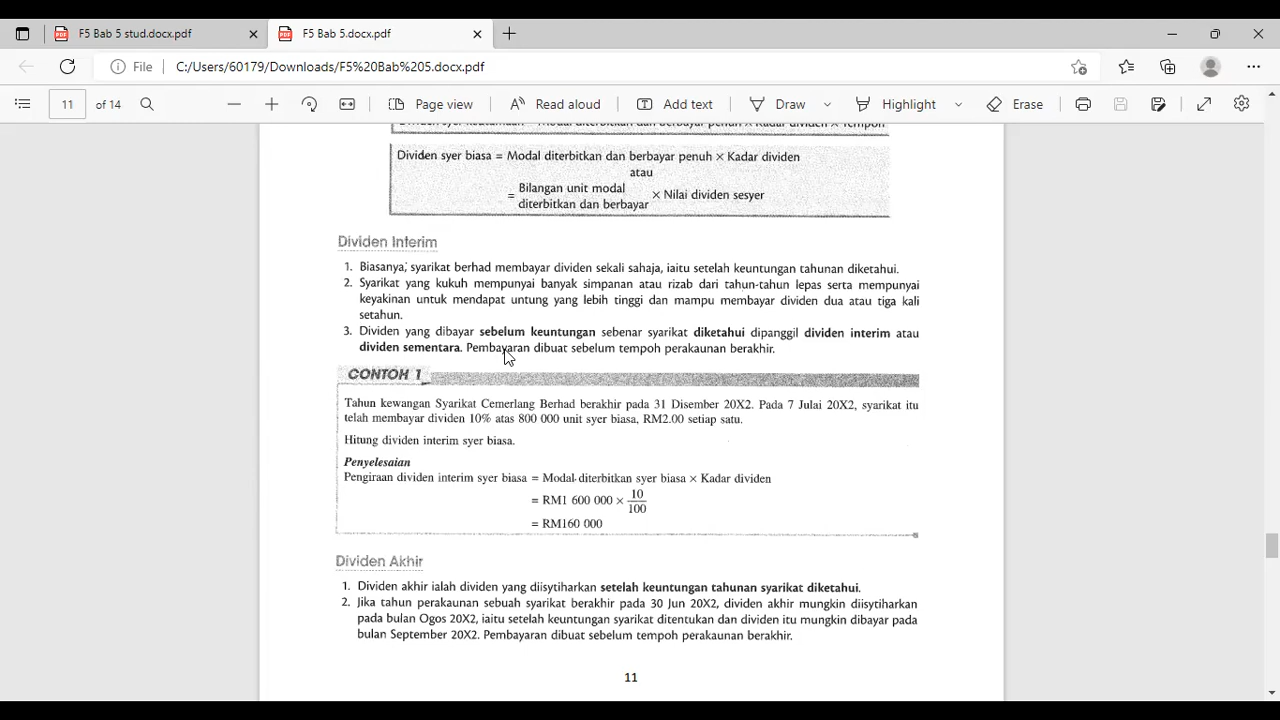 F5 Bab 5 stud.docx.pdf
F5 Bab 5.docx.pdf
File C:/Users/60179/Downloads/F5%20Bab%205.docx.pdf
11 of 14 Page view Read aloud Add text Draw Highlight Erase
Dividen syer keutamaan = Modal diterbitkan dan berbayar penuh × Kadar dividen × Tempoh
Dividen syer biasa = Modal diterbitkan dan berbayar penuh × Kadar dividen
atau
= Bilangan unit modal diterbitkan dan berbayar × Nilai dividen sesyer
Dividen Interim
1. Biasanya, syarikat berhad membayar dividen sekali sahaja, iaitu setelah keuntungan tahunan diketahui.
2. Syarikat yang kukuh mempunyai banyak simpanan atau rizab dari tahun-tahun lepas serta mempunyai
keyakinan untuk mendapat untung yang lebih tinggi dan mampu membayar dividen dua atau tiga kali
setahun.
3. Dividen yang dibayar sebelum keuntungan sebenar syarikat diketahui dipanggil dividen interim atau
dividen sementara. Pembayaran dibuat sebelum tempoh perakaunan berakhir.
CONTOH 1
Tahun kewangan Syarikat Cemerlang Berhad berakhir pada 31 Disember 20X2. Pada 7 Julai 20X2, syarikat itu
telah membayar dividen 10% atas 800 000 unit syer biasa, RM2.00 setiap satu.
Hitung dividen interim syer biasa.
Penyelesaian
Pengiraan dividen interim syer biasa = Modal diterbitkan syer biasa × Kadar dividen
= RM1 600 000 × 10/100
= RM160 000
Dividen Akhir
1. Dividen akhir ialah dividen yang diisytiharkan setelah keuntungan tahunan syarikat diketahui.
2. Jika tahun perakaunan sebuah syarikat berakhir pada 30 Jun 20X2, dividen akhir mungkin diisytiharkan
pada bulan Ogos 20X2, iaitu setelah keuntungan syarikat ditentukan dan dividen itu mungkin dibayar pada
bulan September 20X2. Pembayaran dibuat sebelum tempoh perakaunan berakhir.
11